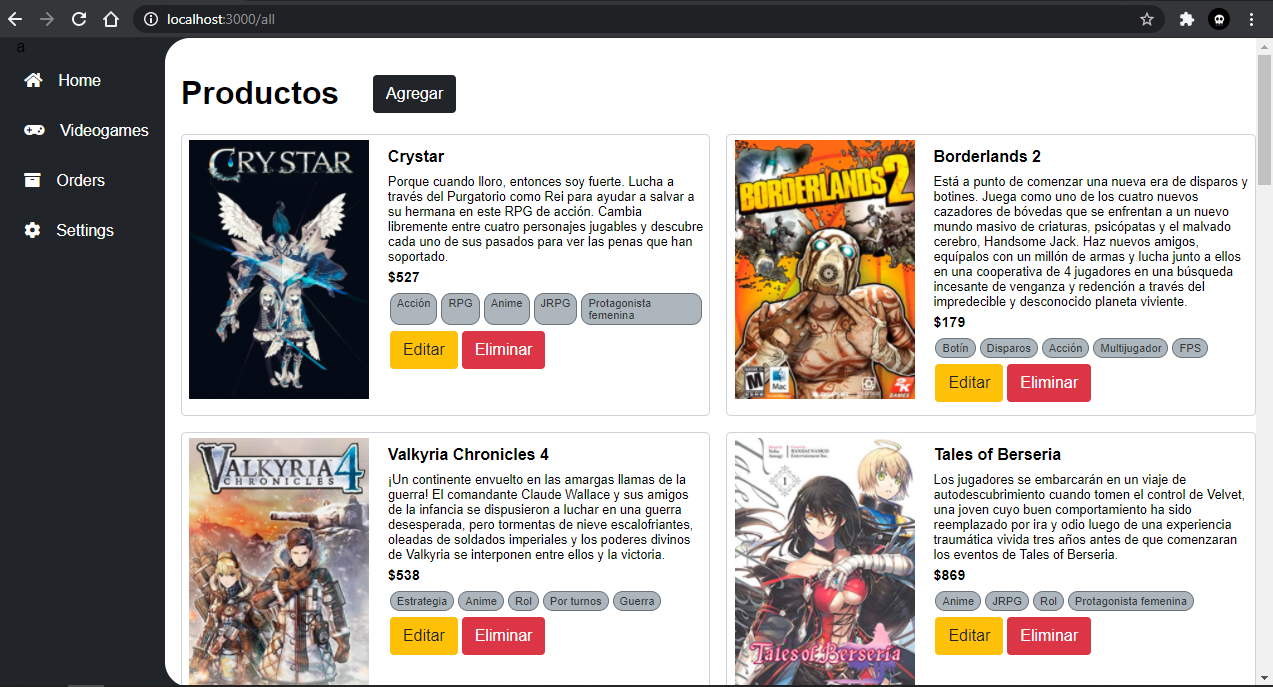 localhost:3000/all
a
Home
Videogames
Orders
Settings
Productos
Agregar
CRYSTAR
Crystar
Porque cuando lloro, entonces soy fuerte. Lucha a
través del Purgatorio como Rei para ayudar a salvar a
su hermana en este RPG de acción. Cambia
libremente entre cuatro personajes jugables y descubre
cada uno de sus pasados para ver las penas que han
soportado.
$527
Acción RPG Anime JRPG Protagonista
femenina
Editar Eliminar
BORDERLANDS 2
M
Mac
2K
GAMES
Borderlands 2
Está a punto de comenzar una nueva era de disparos y
botines. Juega como uno de los cuatro nuevos
cazadores de bóvedas que se enfrentan a un nuevo
mundo masivo de criaturas, psicópatas y el malvado
cerebro, Handsome Jack. Haz nuevos amigos,
equípalos con un millón de armas y lucha junto a ellos
en una cooperativa de 4 jugadores en una búsqueda
incesante de venganza y redención a través del
impredecible y desconocido planeta viviente.
$179
Botín Disparos Acción Multijugador FPS
Editar Eliminar
VALKYRIA 4
CHRONICLES
Valkyria Chronicles 4
¡Un continente envuelto en las amargas llamas de la
guerra! El comandante Claude Wallace y sus amigos
de la infancia se dispusieron a luchar en una guerra
desesperada, pero tormentas de nieve escalofriantes,
oleadas de soldados imperiales y los poderes divinos
de Valkyria se interponen entre ellos y la victoria.
$538
Estrategia Anime Rol Por turnos Guerra
Editar Eliminar
1
Tales of Berseria
Tales of Berseria
Los jugadores se embarcarán en un viaje de
autodescubrimiento cuando tomen el control de Velvet,
una joven cuyo buen comportamiento ha sido
reemplazado por ira y odio luego de una experiencia
traumática vivida tres años antes de que comenzaran
los eventos de Tales of Berseria.
$869
Anime JRPG Rol Protagonista femenina
Editar Eliminar